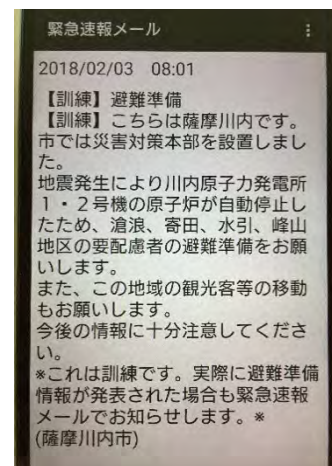 緊急速報メール
2018/02/03 08:01
【訓練】避難準備
【訓練】こちらは薩摩川内です。
市では災害対策本部を設置しまし
た。
地震発生により川内原子力発電所
１・２号機の原子炉が自動停止し
たため、滄浪、寄田、水引、峰山
地区の要配慮者の避難準備をお願
いします。
また、この地域の観光客等の移動
もお願いします。
今後の情報に十分注意してくださ
い。
*これは訓練です。実際に避難準備
情報が発表された場合も緊急速報
メールでお知らせします。*
(薩摩川内市)